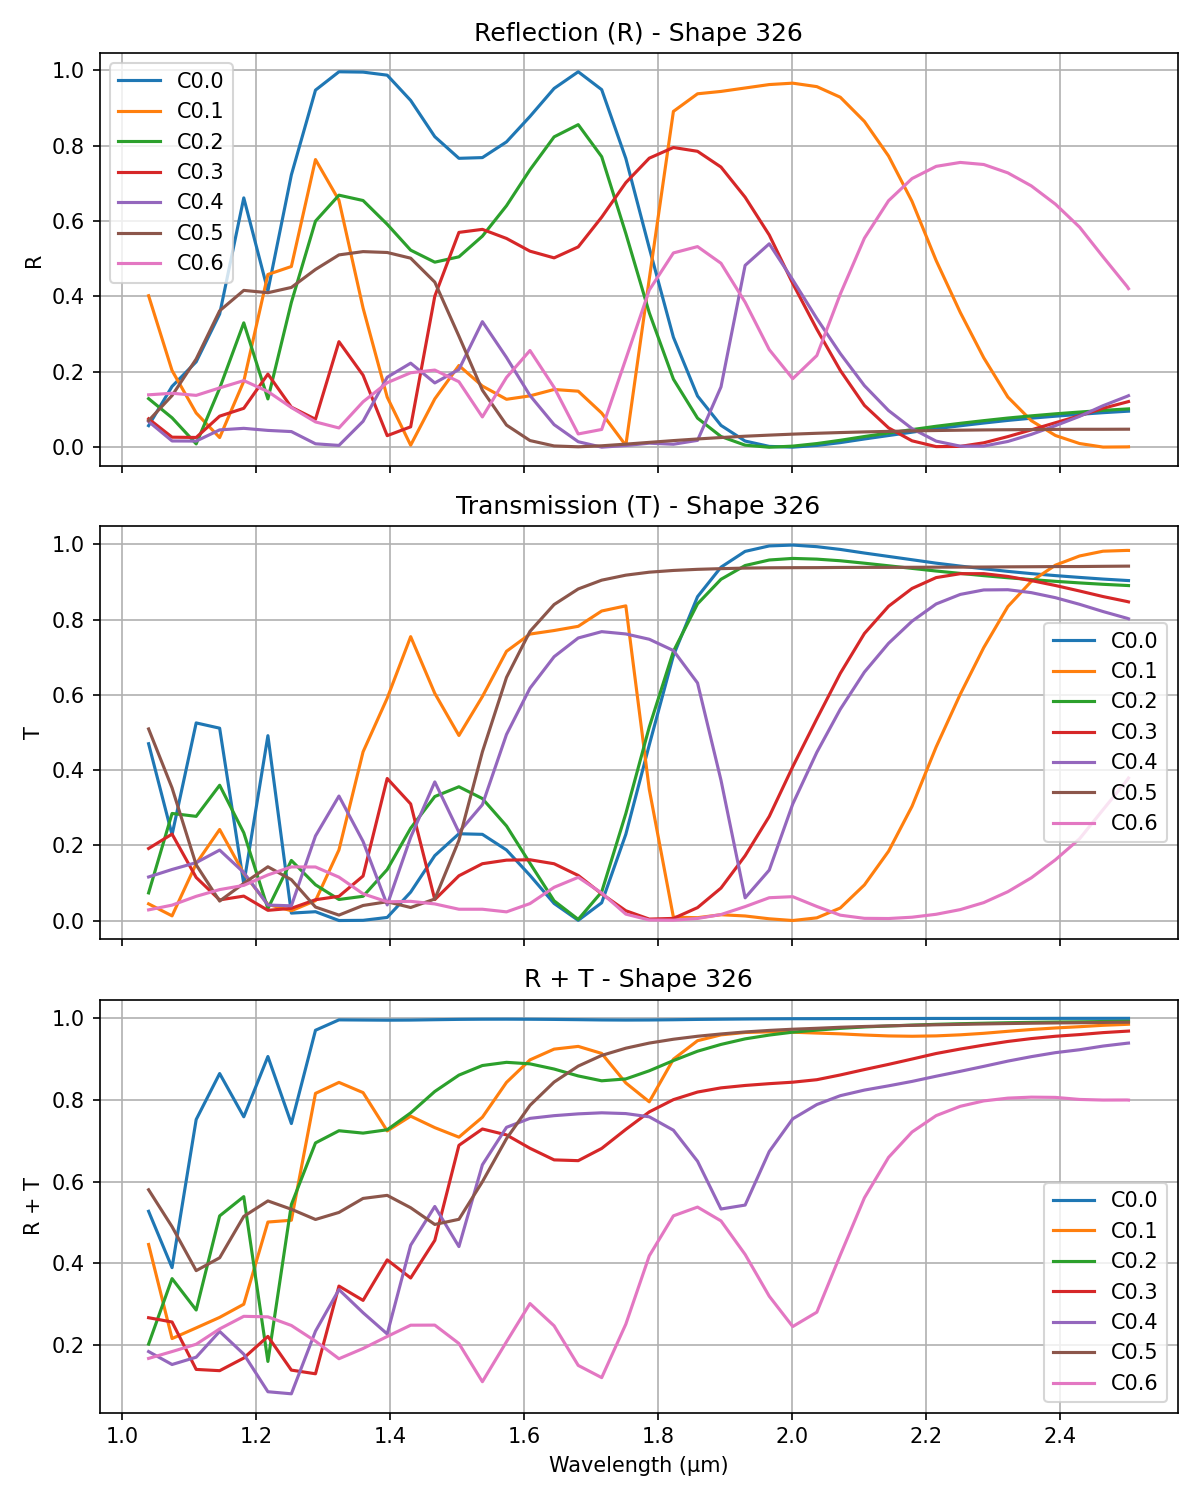 Reflection (R) - Shape 326
1.0
0.8
0.6
0.4
0.2
0.0
R
C0.0
C0.1
C0.2
C0.3
C0.4
C0.5
C0.6
Transmission (T) - Shape 326
1.0
0.8
0.6
0.4
0.2
0.0
T
C0.0
C0.1
C0.2
C0.3
C0.4
C0.5
C0.6
R + T - Shape 326
1.0
0.8
0.6
0.4
0.2
R + T
C0.0
C0.1
C0.2
C0.3
C0.4
C0.5
C0.6
1.0 1.2 1.4 1.6 1.8 2.0 2.2 2.4
Wavelength (μm)